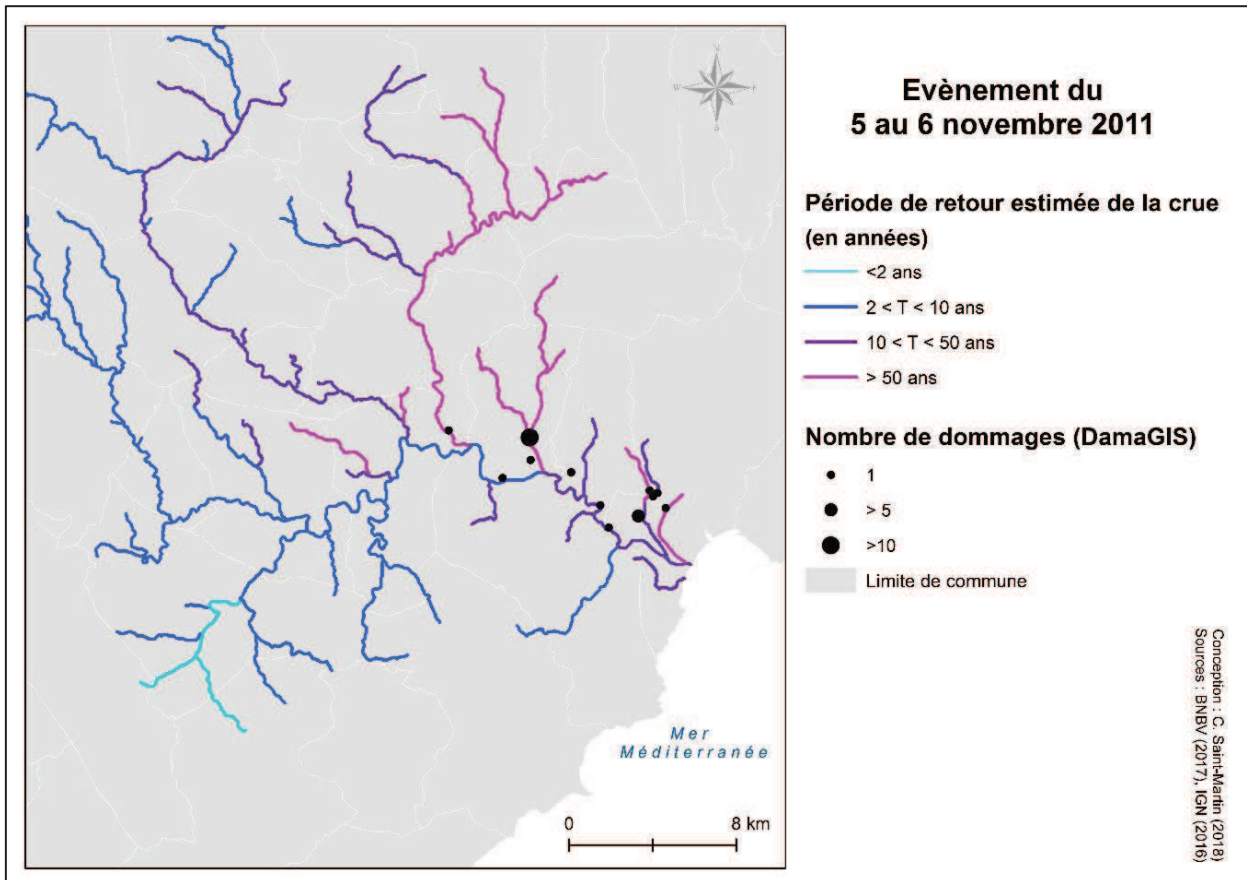 Evènement du
5 au 6 novembre 2011
Période de retour estimée de la crue
(en années)
<2 ans
2 < T < 10 ans
10 < T < 50 ans
> 50 ans
Nombre de dommages (DamaGIS)
1
> 5
>10
Limite de commune
Mer
Méditerranée
0
8 km
Conception : C. Saint-Martin (2018)
Sources : BNBV (2017), IGN (2016)